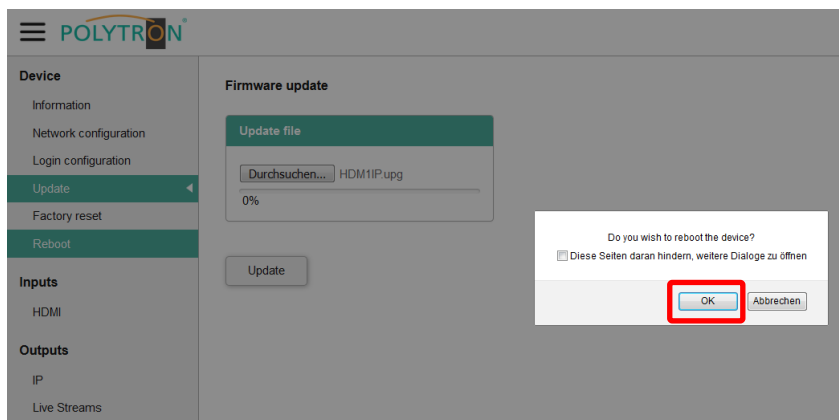 POLYTRON®
Device
Information
Network configuration
Login configuration
Update
Factory reset
Reboot
Inputs
HDMI
Outputs
IP
Live Streams
Firmware update
Update file
Durchsuchen... HDM1IP.upg
0%
Update
Do you wish to reboot the device?
Diese Seiten daran hindern, weitere Dialoge zu öffnen
OK Abbrechen